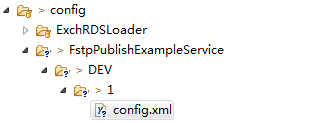 > config
ExchRDSLoader
> FstpPublishExampleService
> DEV
> 1
config.xml